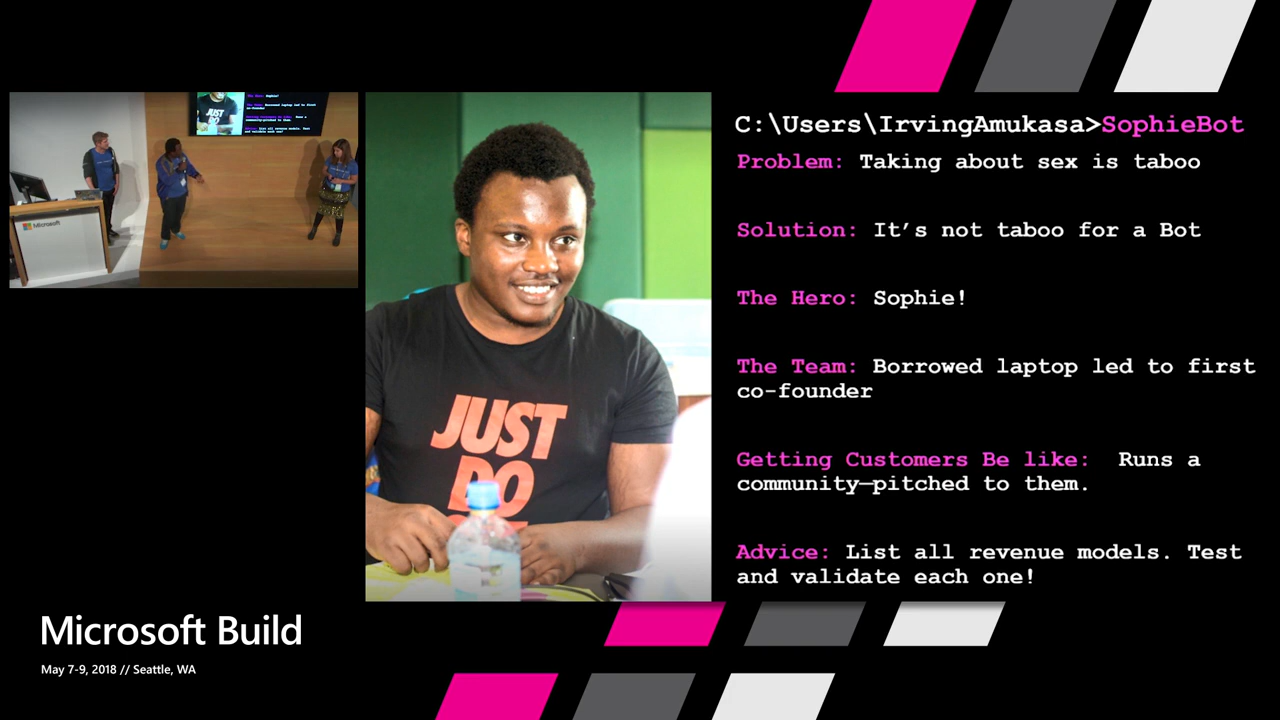 C:\Users\IrvingAmukasa>SophieBot
Problem: Taking about sex is taboo
Solution: It's not taboo for a Bot
The Hero: Sophie!
The Team: Borrowed laptop led to first
co-founder
Getting Customers Be like: Runs a
community—pitched to them.
Advice: List all revenue models. Test
and validate each one!
JUST
DO
Microsoft
Microsoft Build
May 7-9, 2018 // Seattle, WA